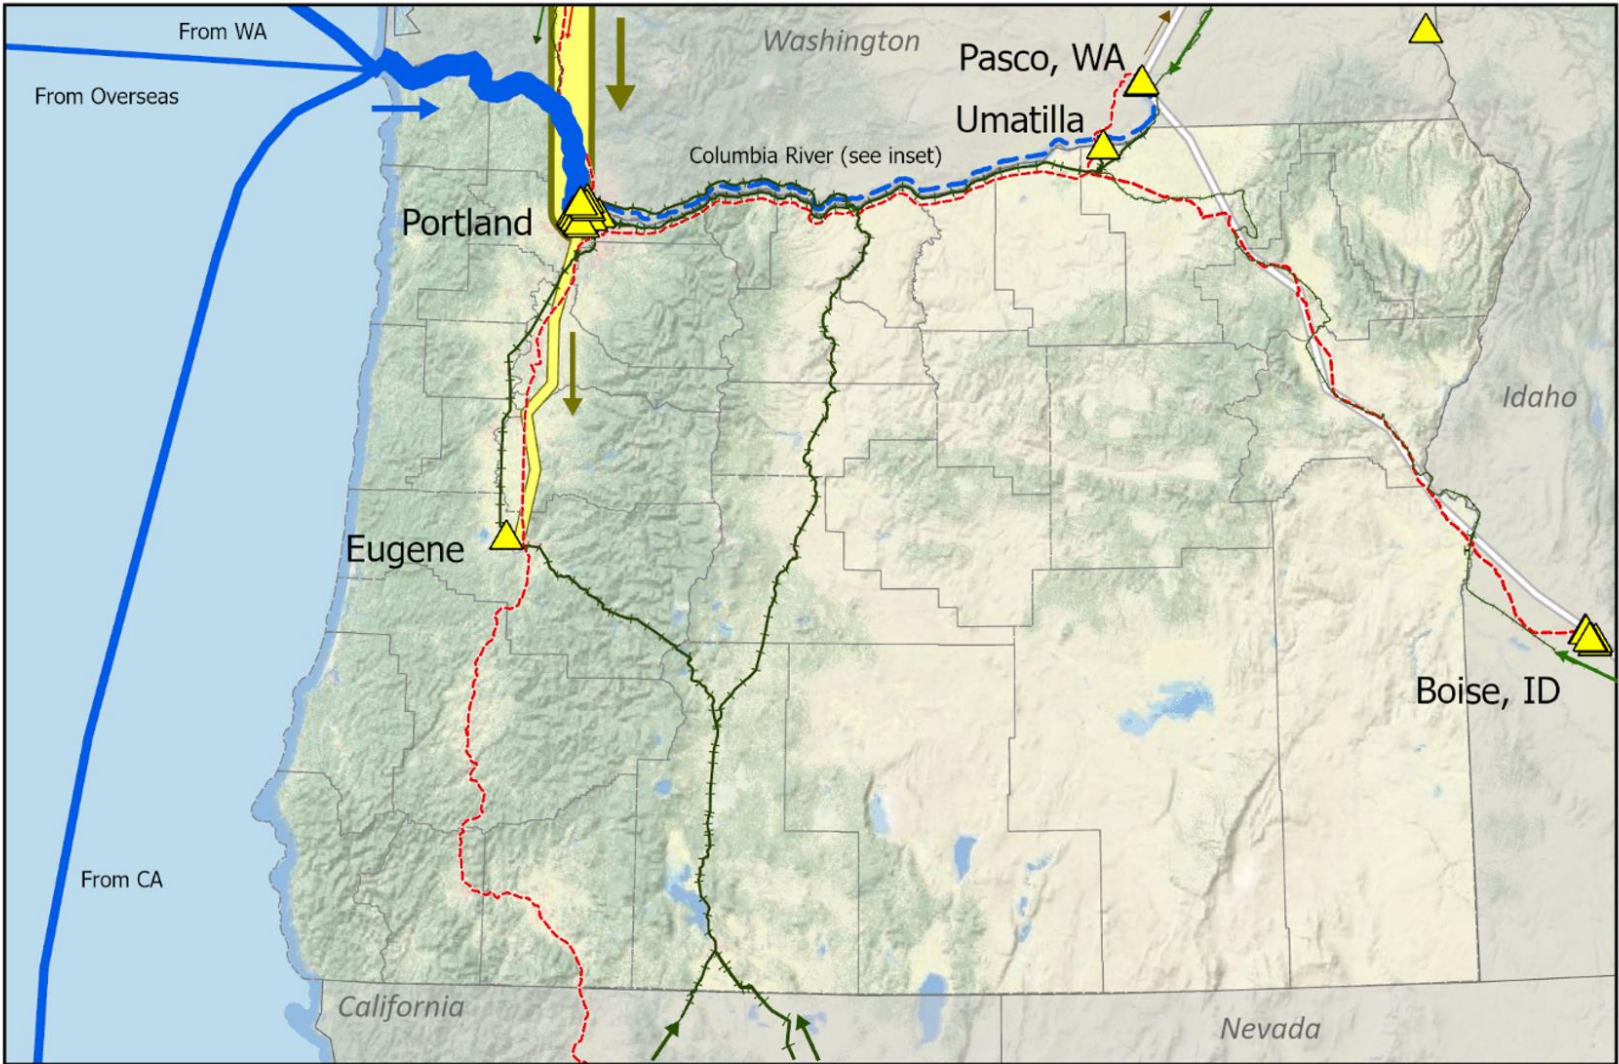 From WA
Washington
Pasco, WA
From Overseas
Umatilla
Columbia River (see inset)
Portland
Idaho
Eugene
Boise, ID
From CA
California
Nevada